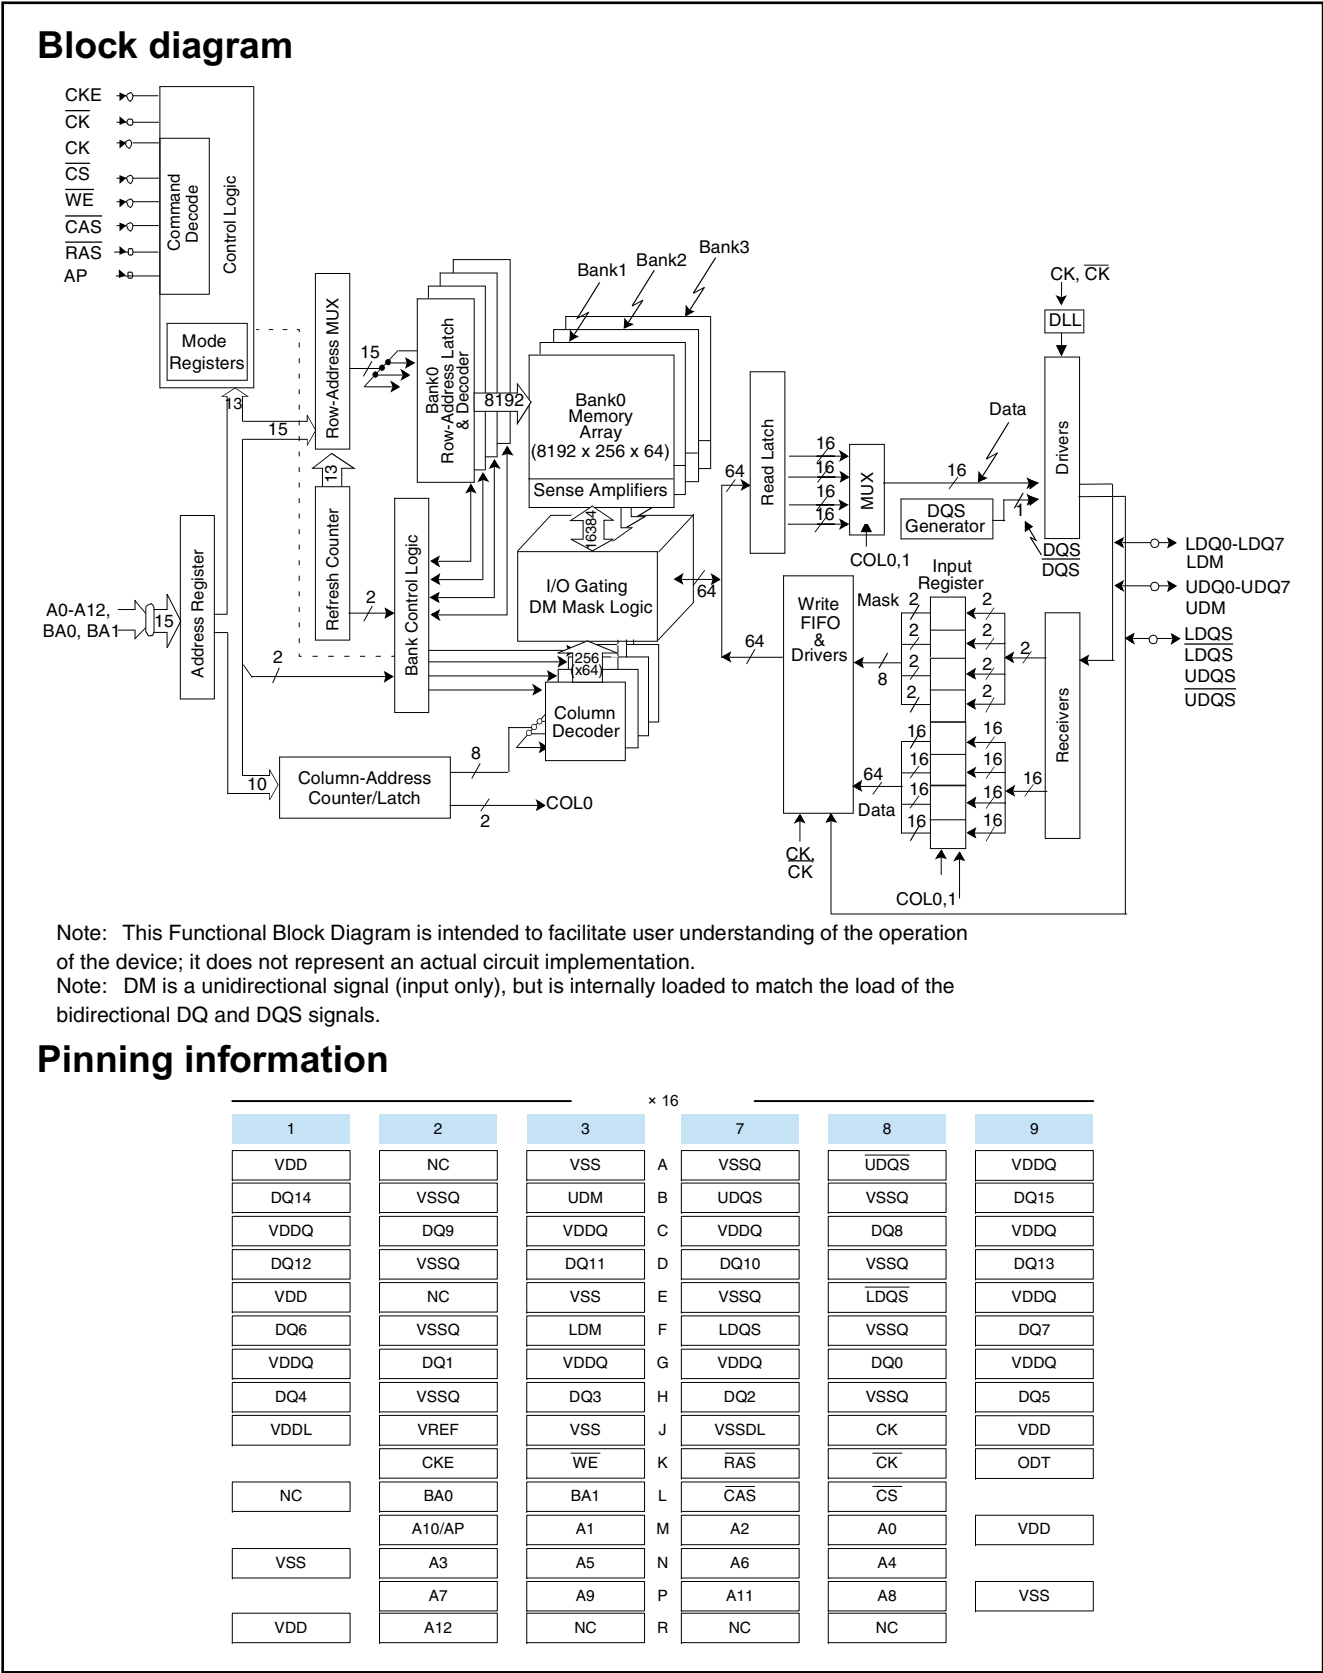 Block diagram
CKE
CK
CK
CS
WE
CAS
RAS
AP
Command
Decode
Control Logic
Mode
Registers
13
15
Row-Address MUX
15
13
Refresh Counter
Bank0
Row-Address Latch
& Decoder
8192
Bank1
Bank2
Bank3
Bank0
Memory
Array
(8192 x 256 x 64)
Sense Amplifiers
16384
I/O Gating
DM Mask Logic
64
256
(x64)
Column
Decoder
Bank Control Logic
2
2
A0-A12,
BA0, BA1
15
Address Register
10
Column-Address
Counter/Latch
8
2
COL0
64
Read Latch
16
16
16
16
MUX
COL0,1
16
Data
DQS
Generator
1
DQS
DQS
CK, CK
DLL
Drivers
LDQ0-LDQ7
LDM
UDQ0-UDQ7
UDM
LDQS
LDQS
UDQS
UDQS
64
Write
FIFO
&
Drivers
CK,
CK
Mask
8
64
Data
Input
Register
2
2
2
2
2
2
2
2
2
16
16
16
16
16
16
16
16
16
COL0,1
Receivers
Note: This Functional Block Diagram is intended to facilitate user understanding of the operation
of the device; it does not represent an actual circuit implementation.
Note: DM is a unidirectional signal (input only), but is internally loaded to match the load of the
bidirectional DQ and DQS signals.
Pinning information
× 16
1 2 3 7 8 9
VDD NC VSS A VSSQ UDQS VDDQ
DQ14 VSSQ UDM B UDQS VSSQ DQ15
VDDQ DQ9 VDDQ C VDDQ DQ8 VDDQ
DQ12 VSSQ DQ11 D DQ10 VSSQ DQ13
VDD NC VSS E VSSQ LDQS VDDQ
DQ6 VSSQ LDM F LDQS VSSQ DQ7
VDDQ DQ1 VDDQ G VDDQ DQ0 VDDQ
DQ4 VSSQ DQ3 H DQ2 VSSQ DQ5
VDDL VREF VSS J VSSDL CK VDD
CKE WE K RAS CK ODT
NC BA0 BA1 L CAS CS
A10/AP A1 M A2 A0 VDD
VSS A3 A5 N A6 A4
A7 A9 P A11 A8 VSS
VDD A12 NC R NC NC